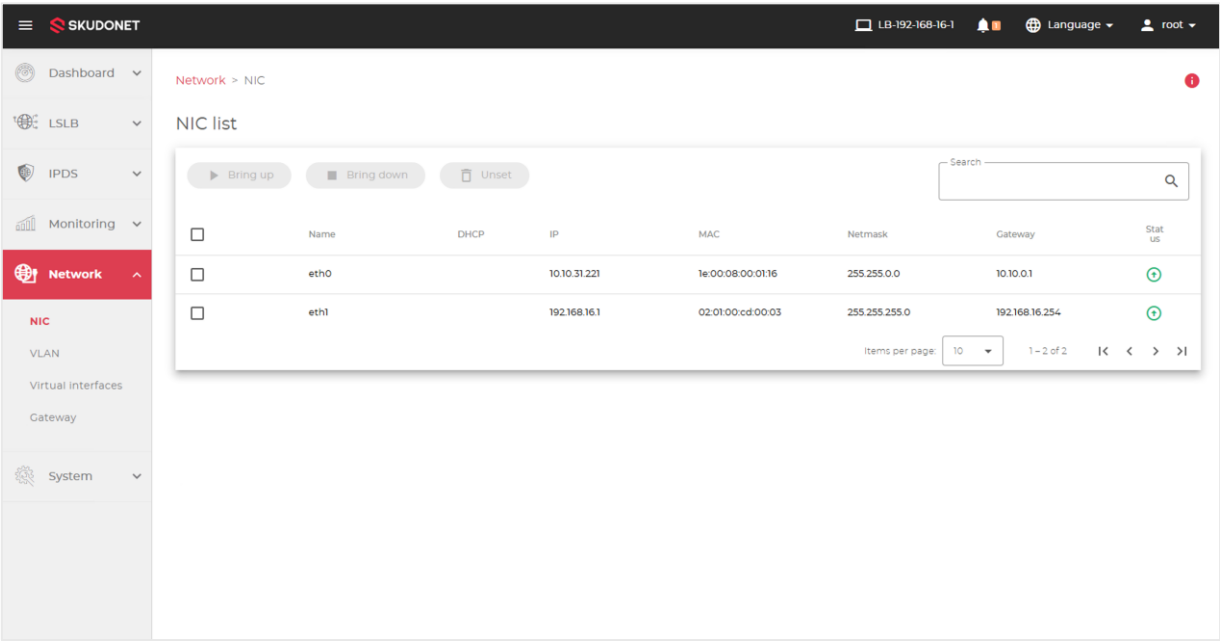 SKUDONET
LB-192-168-16-1
1
Language
root
Dashboard
LSLB
IPDS
Monitoring
Network
NIC
VLAN
Virtual interfaces
Gateway
System
Network > NIC
NIC list
Bring up
Bring down
Unset
Search
Name DHCP IP MAC Netmask Gateway Stat
us
eth0 10.10.31.221 1e:00:08:00:01:16 255.255.0.0 10.10.0.1
eth1 192.168.16.1 02:01:00:cd:00:03 255.255.255.0 192.168.16.254
Items per page: 10 1 – 2 of 2